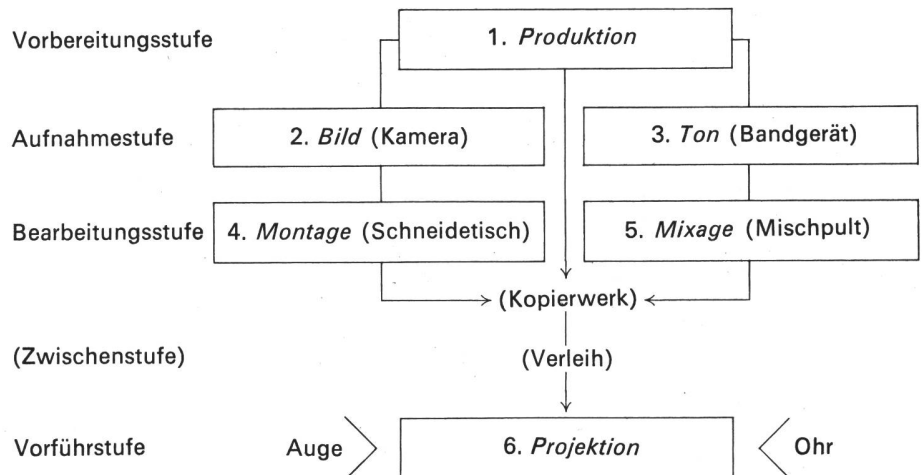 Vorbereitungsstufe 1. Produktion
Aufnahmestufe 2. Bild (Kamera) 3. Ton (Bandgerät)
Bearbeitungsstufe 4. Montage (Schneidetisch) 5. Mixage (Mischpult)
(Kopierwerk)
(Zwischenstufe) (Verleih)
Vorführstufe Auge 6. Projektion Ohr